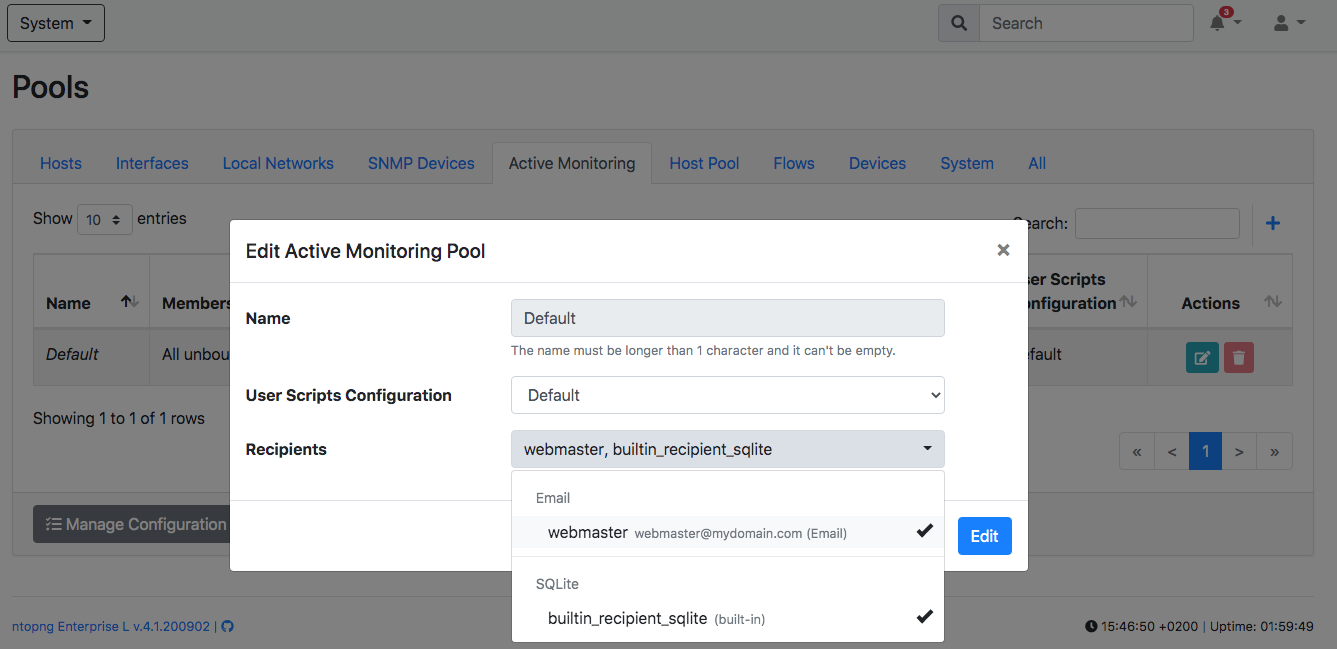 System
Search
3
Pools
Hosts Interfaces Local Networks SNMP Devices Active Monitoring Host Pool Flows Devices System All
Show 10 entries
earch:
Edit Active Monitoring Pool ×
Name Members
ser Scripts
nfiguration
Actions
Name Default
The name must be longer than 1 character and it can't be empty.
Default All unbou
fault
User Scripts Configuration Default
Showing 1 to 1 of 1 rows
Recipients webmaster, builtin_recipient_sqlite
« < 1 > »
Email
webmaster webmaster@mydomain.com (Email)
Manage Configuration
Edit
SQLite
builtin_recipient_sqlite (built-in)
ntopng Enterprise L v.4.1.200902 |
15:46:50 +0200 | Uptime: 01:59:49